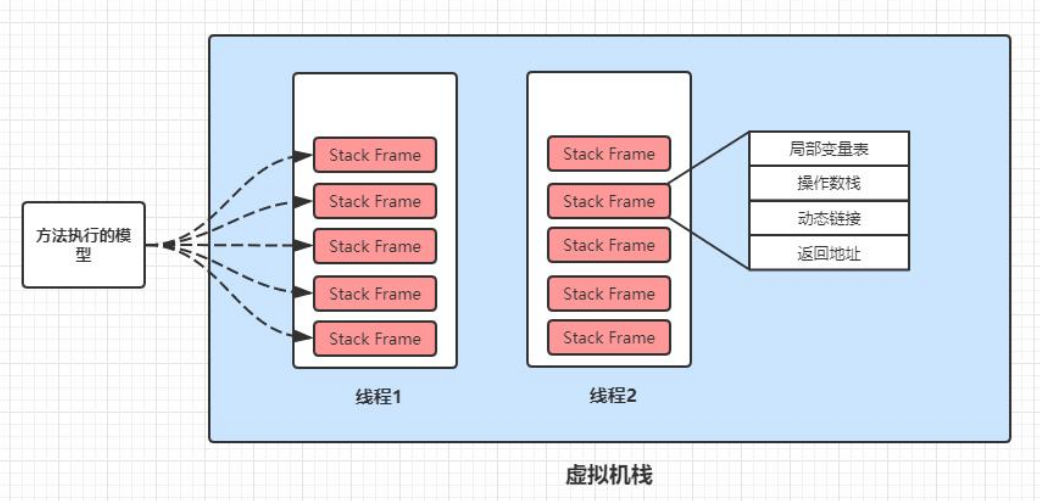 方法执行的模
型
Stack Frame
Stack Frame
Stack Frame
Stack Frame
Stack Frame
线程1
Stack Frame
Stack Frame
Stack Frame
Stack Frame
Stack Frame
线程2
局部变量表
操作数栈
动态链接
返回地址
虚拟机栈